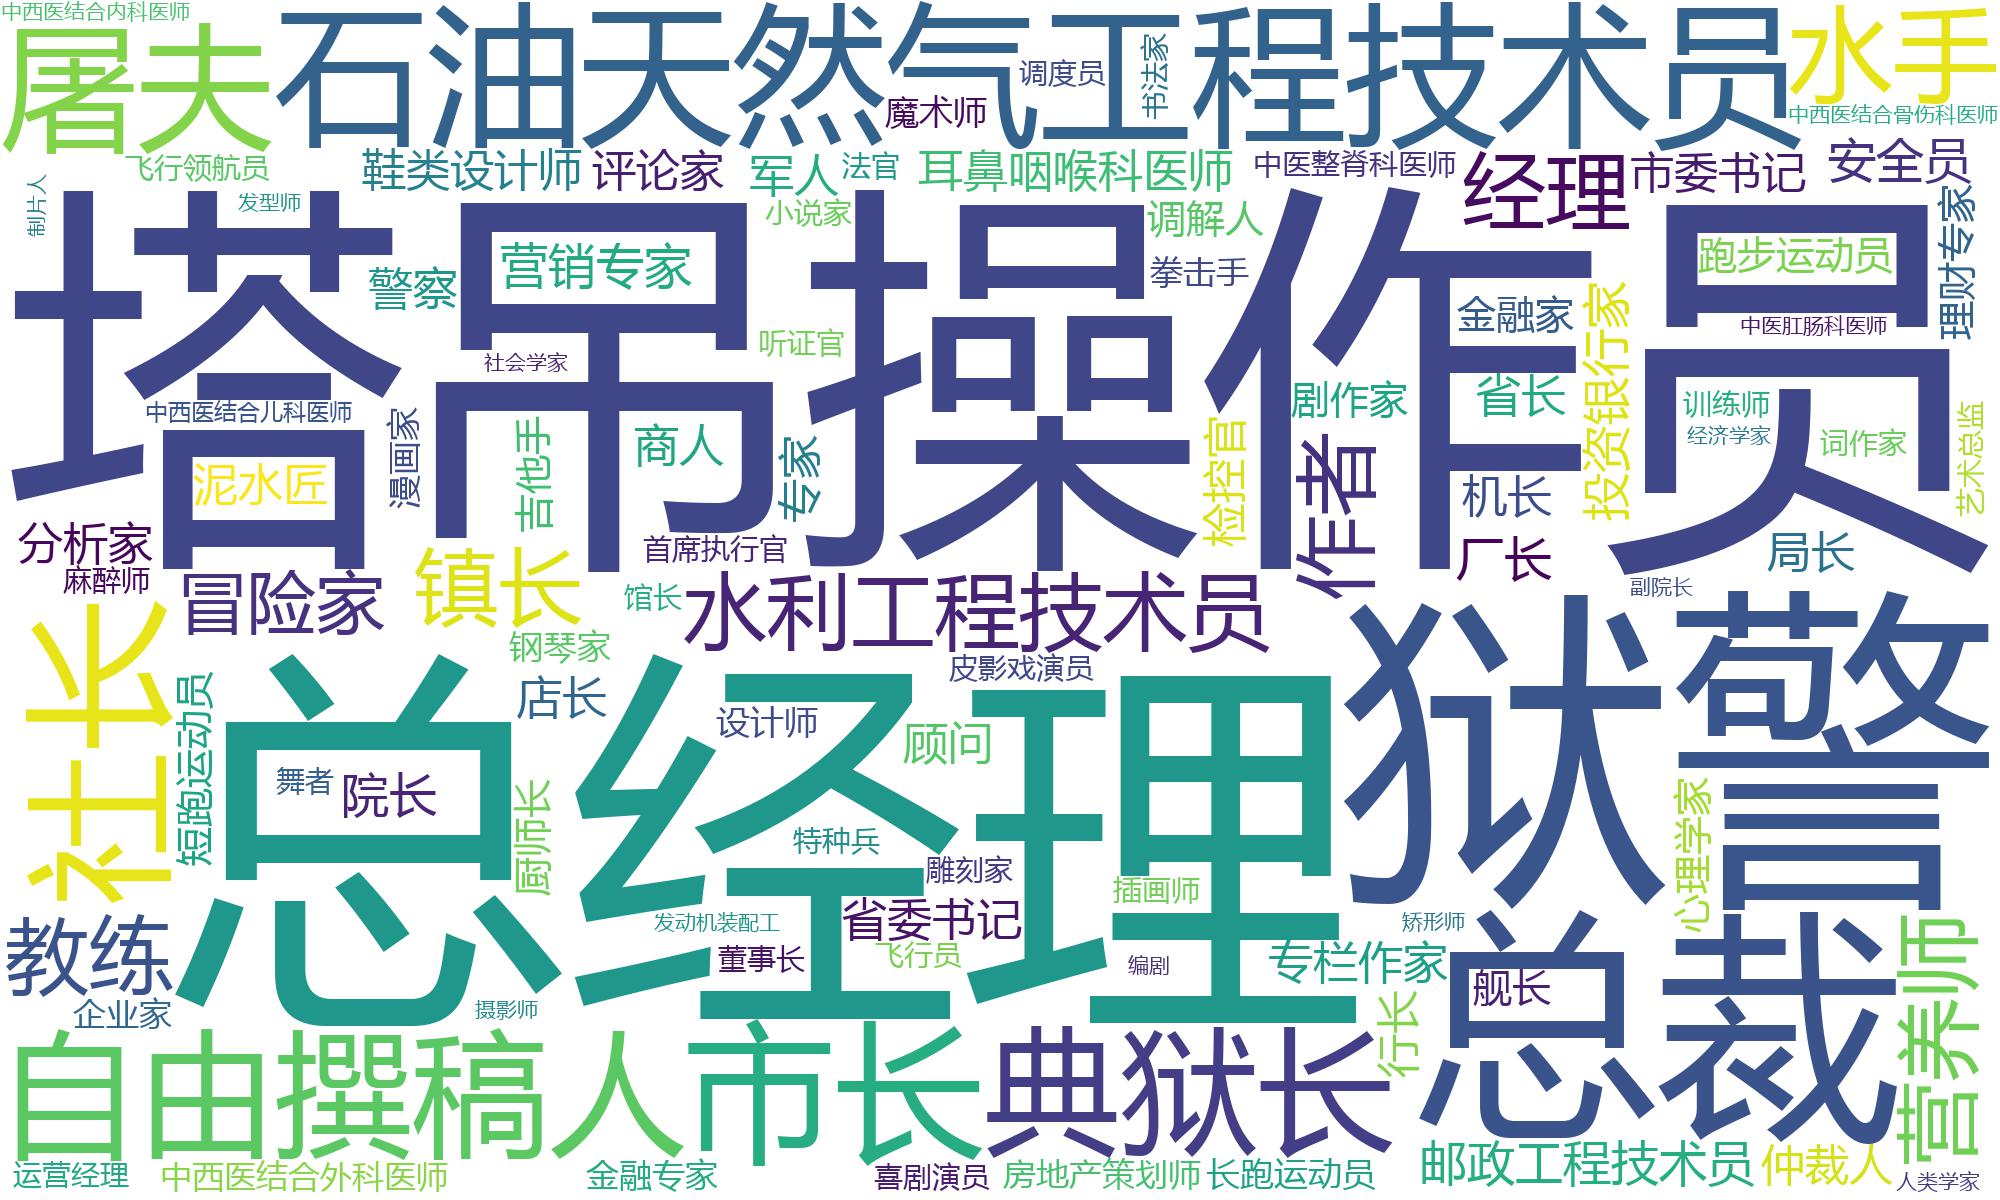 中西医结合内科医师
屠夫
石油天然气工程技术员
水手
调度员
书法家
魔术师
中西医结合骨伤科医师
飞行领航员
鞋类设计师
评论家
军人
法官
耳鼻咽喉科医师
中医整脊科医师
经理
市委书记
安全员
制片人
发型师
小说家
调解人
塔吊操作员
营销专家
警察
拳击手
跑步运动员
理财专家
听证官
金融家
投资银行家
中医肛肠科医师
社会学家
中西医结合儿科医师
漫画家
吉他手
商人
专家
检控官
剧作家
作者
省长
训练师
经济学家
词作家
艺术总监
泥水匠
机长
分析家
麻醉师
首席执行官
厂长
局长
副院长
冒险家
镇长
馆长
水利工程技术员
社长
钢琴家
皮影戏演员
狱警
短跑运动员
总经理
店长
设计师
顾问
舞者
院长
厨师长
特种兵
雕刻家
插画师
心理学家
教练
发动机装配工
省委书记
矫形师
董事长
飞行员
编剧
专栏作家
总裁
舰长
营养师
企业家
摄影师
行长
自由撰稿人
市长
典狱长
运营经理
中西医结合外科医师
金融专家
喜剧演员
房地产策划师
长跑运动员
邮政工程技术员
仲裁人
人类学家